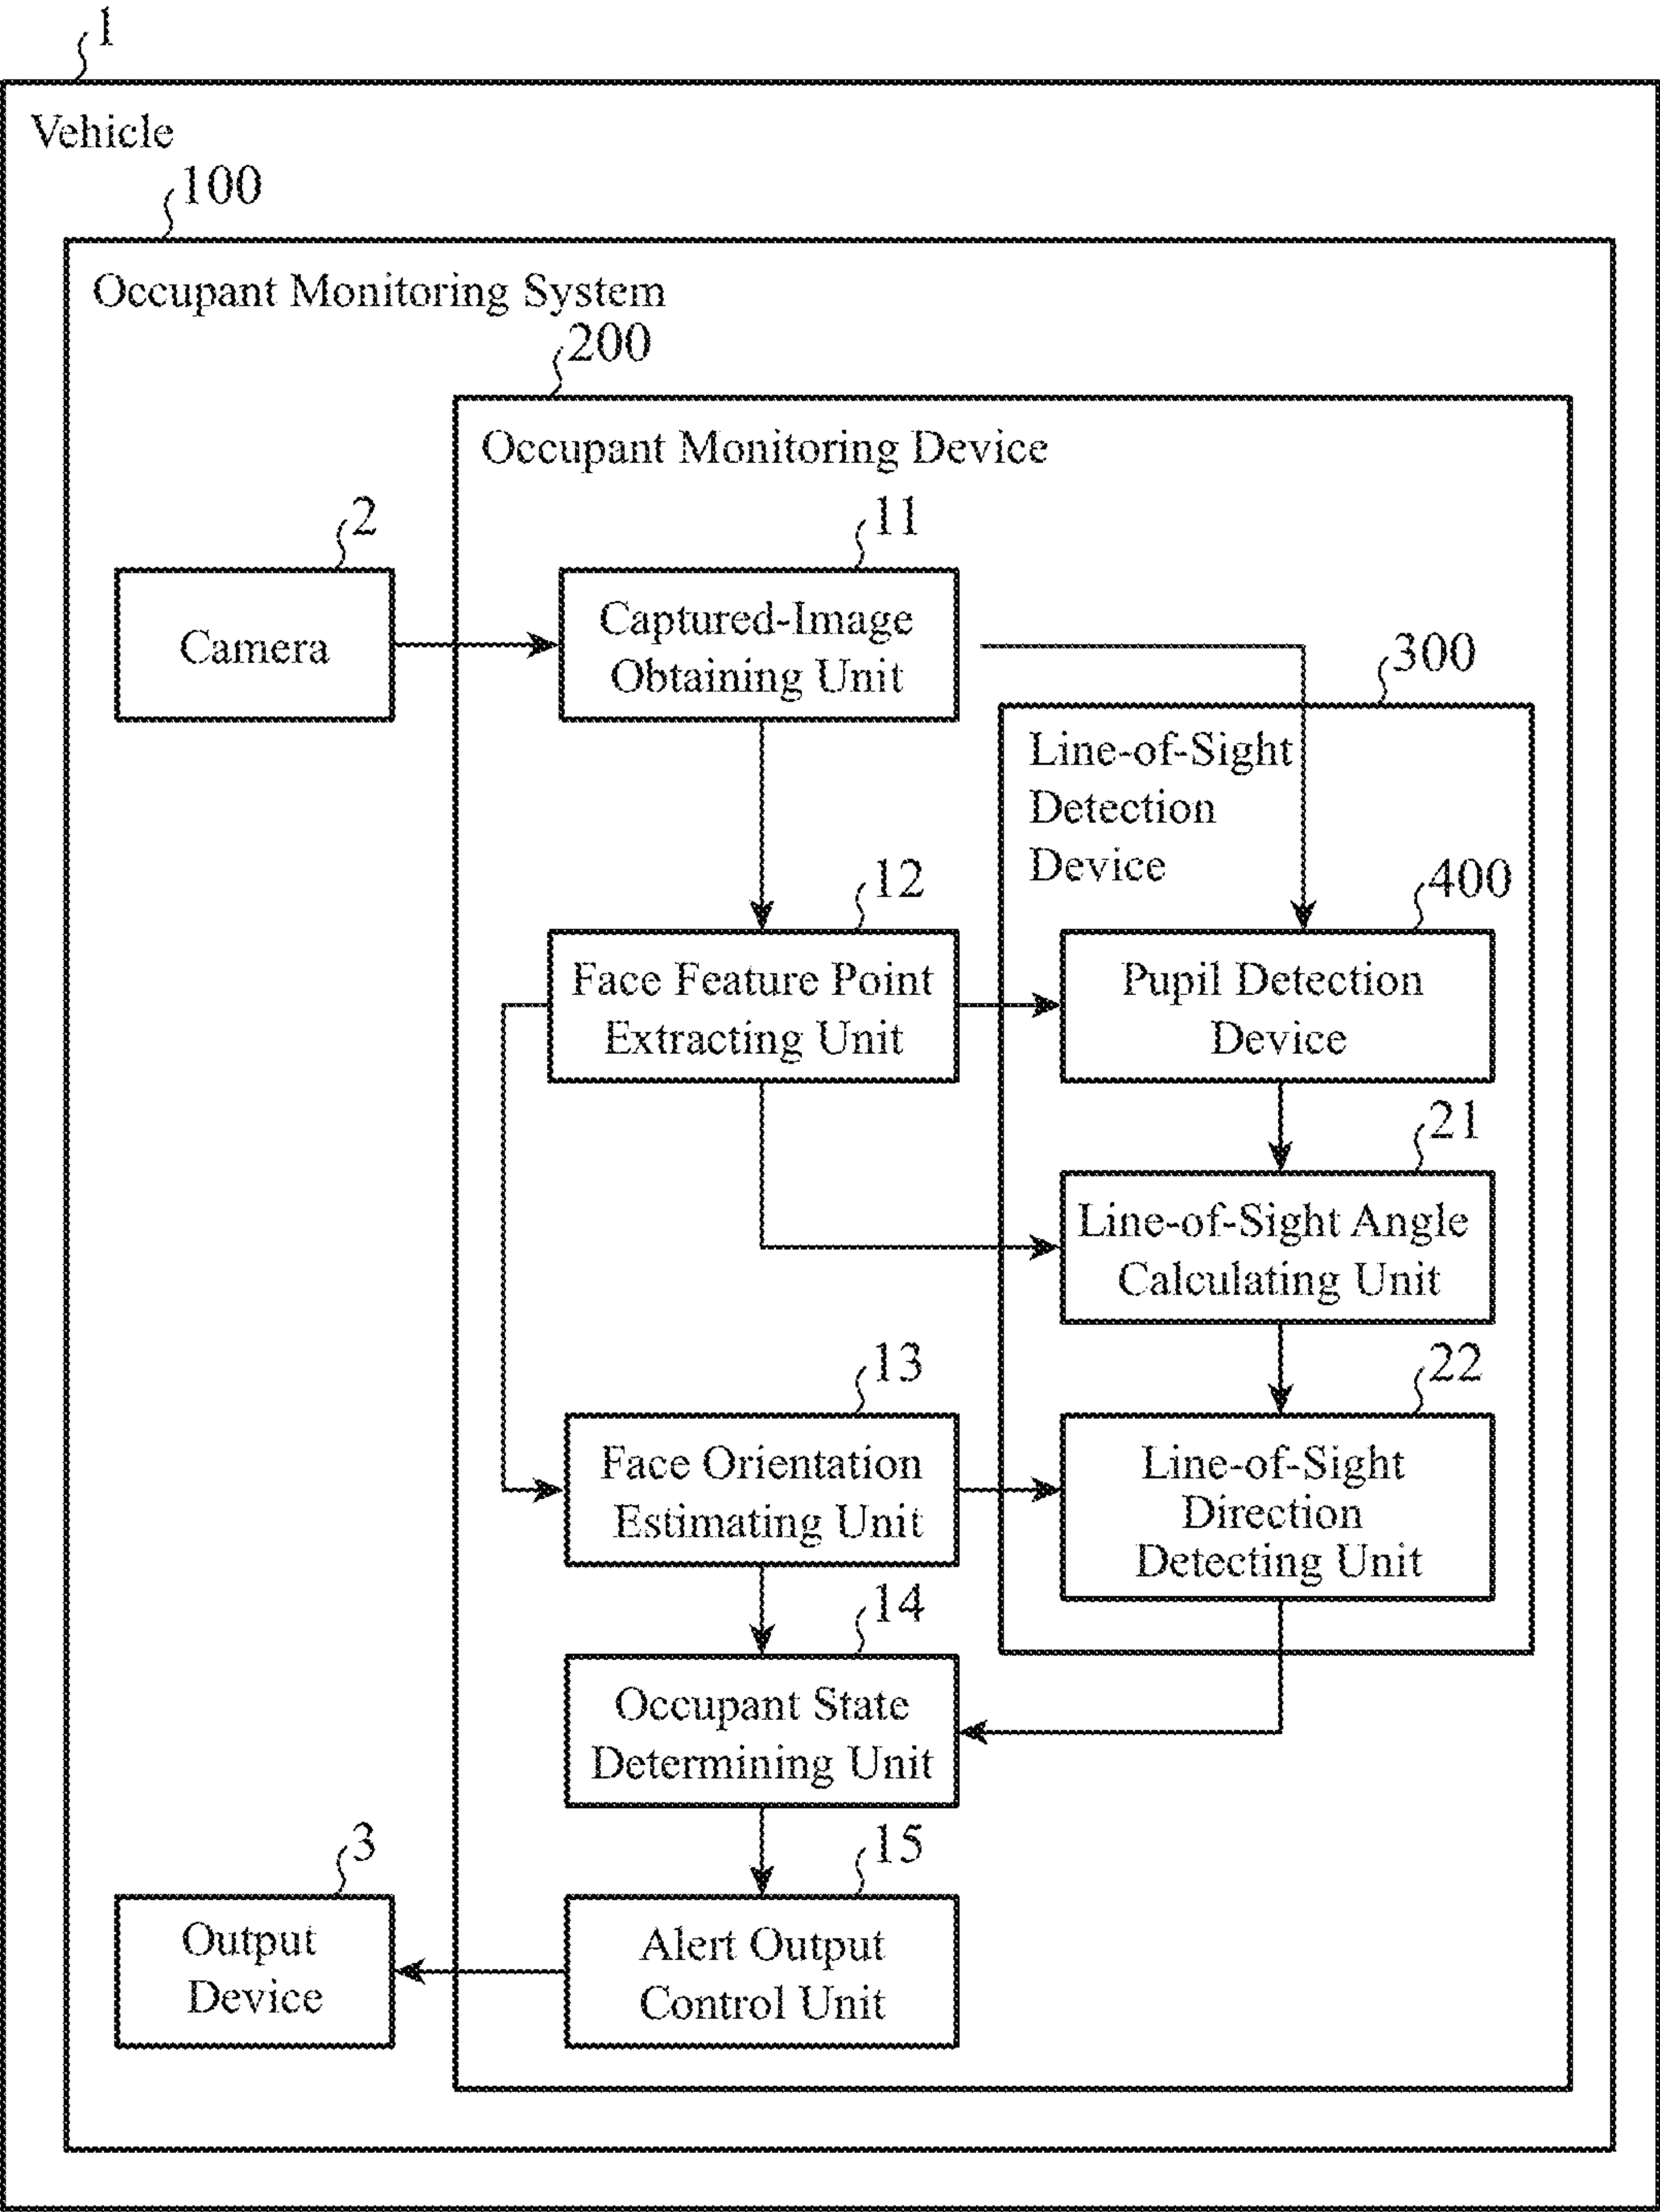 1
Vehicle
100
Occupant Monitoring System
200
Occupant Monitoring Device
2
11
Camera
Captured-Image
Obtaining Unit
300
Line-of-Sight
Detection
Device
12
400
Face Feature Point
Extracting Unit
Pupil Detection
Device
21
Line-of-Sight Angle
Calculating Unit
13
22
Face Orientation
Estimating Unit
Line-of-Sight
Direction
Detecting Unit
14
Occupant State
Determining Unit
3
15
Output
Device
Alert Output
Control Unit